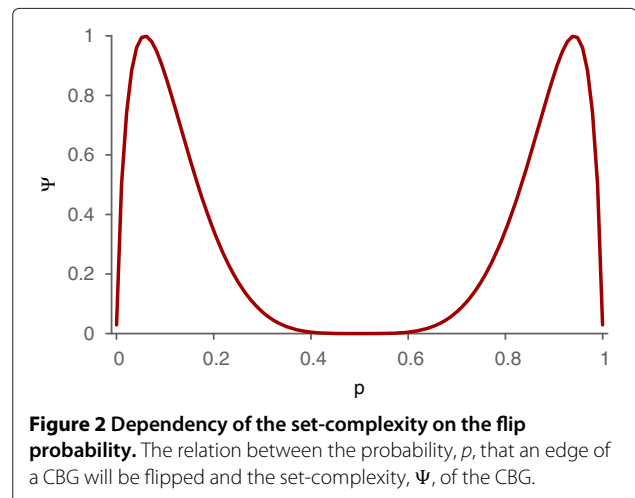 1
0.8
0.6
Ψ
0.4
0.2
0
0 0.2 0.4 0.6 0.8 1
p
Figure 2 Dependency of the set-complexity on the flip
probability. The relation between the probability, p, that an edge of
a CBG will be flipped and the set-complexity, Ψ, of the CBG.